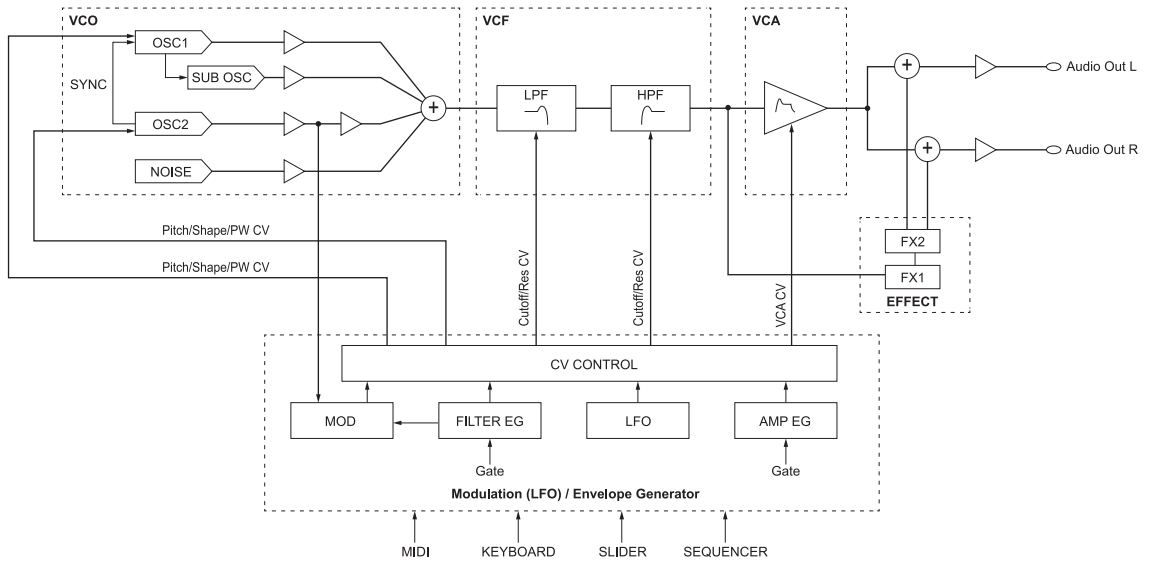 VCO
VCF
VCA
OSC1
SYNC
SUB OSC
OSC2
NOISE
+
LPF
HPF
+
Audio Out L
+
Audio Out R
Pitch/Shape/PW CV
Pitch/Shape/PW CV
Cutoff/Res CV
Cutoff/Res CV
VCA CV
FX2
FX1
EFFECT
CV CONTROL
MOD
FILTER EG
LFO
AMP EG
Gate
Gate
Modulation (LFO) / Envelope Generator
MIDI
KEYBOARD
SLIDER
SEQUENCER